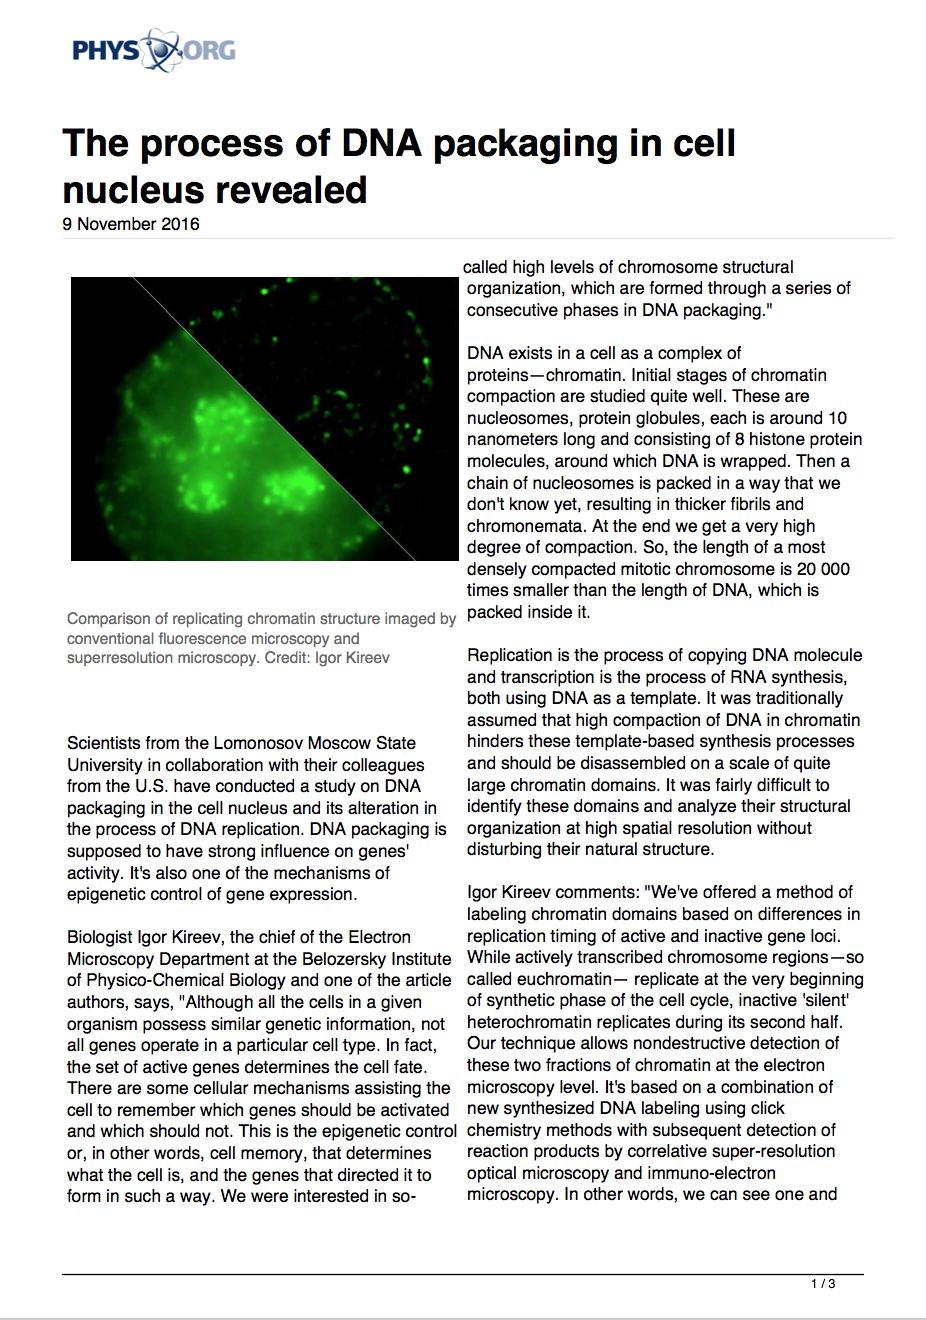 PHYS ORG
The process of DNA packaging in cell
nucleus revealed
9 November 2016
Comparison of replicating chromatin structure imaged by
conventional fluorescence microscopy and
superresolution microscopy. Credit: Igor Kireev
Scientists from the Lomonosov Moscow State
University in collaboration with their colleagues
from the U.S. have conducted a study on DNA
packaging in the cell nucleus and its alteration in
the process of DNA replication. DNA packaging is
supposed to have strong influence on genes'
activity. It's also one of the mechanisms of
epigenetic control of gene expression.
Biologist Igor Kireev, the chief of the Electron
Microscopy Department at the Belozersky Institute
of Physico-Chemical Biology and one of the article
authors, says, "Although all the cells in a given
organism possess similar genetic information, not
all genes operate in a particular cell type. In fact,
the set of active genes determines the cell fate.
There are some cellular mechanisms assisting the
cell to remember which genes should be activated
and which should not. This is the epigenetic control
or, in other words, cell memory, that determines
what the cell is, and the genes that directed it to
form in such a way. We were interested in so-
called high levels of chromosome structural
organization, which are formed through a series of
consecutive phases in DNA packaging."
DNA exists in a cell as a complex of
proteins—chromatin. Initial stages of chromatin
compaction are studied quite well. These are
nucleosomes, protein globules, each is around 10
nanometers long and consisting of 8 histone protein
molecules, around which DNA is wrapped. Then a
chain of nucleosomes is packed in a way that we
don't know yet, resulting in thicker fibrils and
chromonemata. At the end we get a very high
degree of compaction. So, the length of a most
densely compacted mitotic chromosome is 20 000
times smaller than the length of DNA, which is
packed inside it.
Replication is the process of copying DNA molecule
and transcription is the process of RNA synthesis,
both using DNA as a template. It was traditionally
assumed that high compaction of DNA in chromatin
hinders these template-based synthesis processes
and should be disassembled on a scale of quite
large chromatin domains. It was fairly difficult to
identify these domains and analyze their structural
organization at high spatial resolution without
disturbing their natural structure.
Igor Kireev comments: "We've offered a method of
labeling chromatin domains based on differences in
replication timing of active and inactive gene loci.
While actively transcribed chromosome regions—so
called euchromatin— replicate at the very beginning
of synthetic phase of the cell cycle, inactive 'silent'
heterochromatin replicates during its second half.
Our technique allows nondestructive detection of
these two fractions of chromatin at the electron
microscopy level. It's based on a combination of
new synthesized DNA labeling using click
chemistry methods with subsequent detection of
reaction products by correlative super-resolution
optical microscopy and immuno-electron
microscopy. In other words, we can see one and
1 / 3